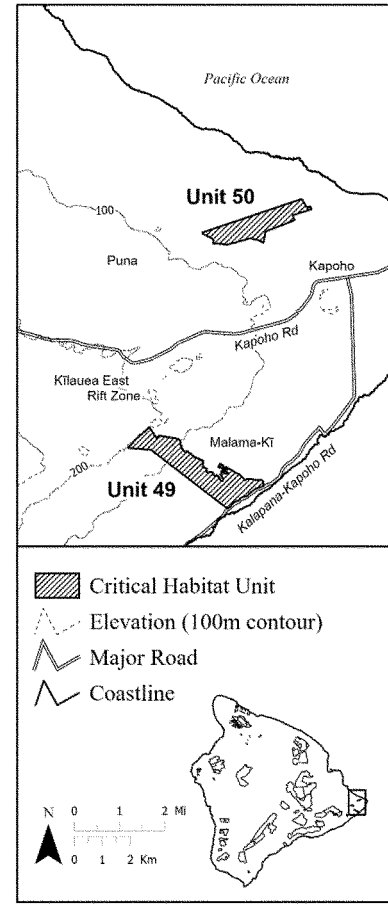 Pacific Ocean
Unit 50
100
Puna
Kapoho
Kapoho Rd
Kīlauea East
Rift Zone
Malama-Kī
200
Unit 49
Kalapana-Kapoho Rd
Critical Habitat Unit
Elevation (100m contour)
Major Road
Coastline
N
0 1 2 Mi
0 1 2 Km